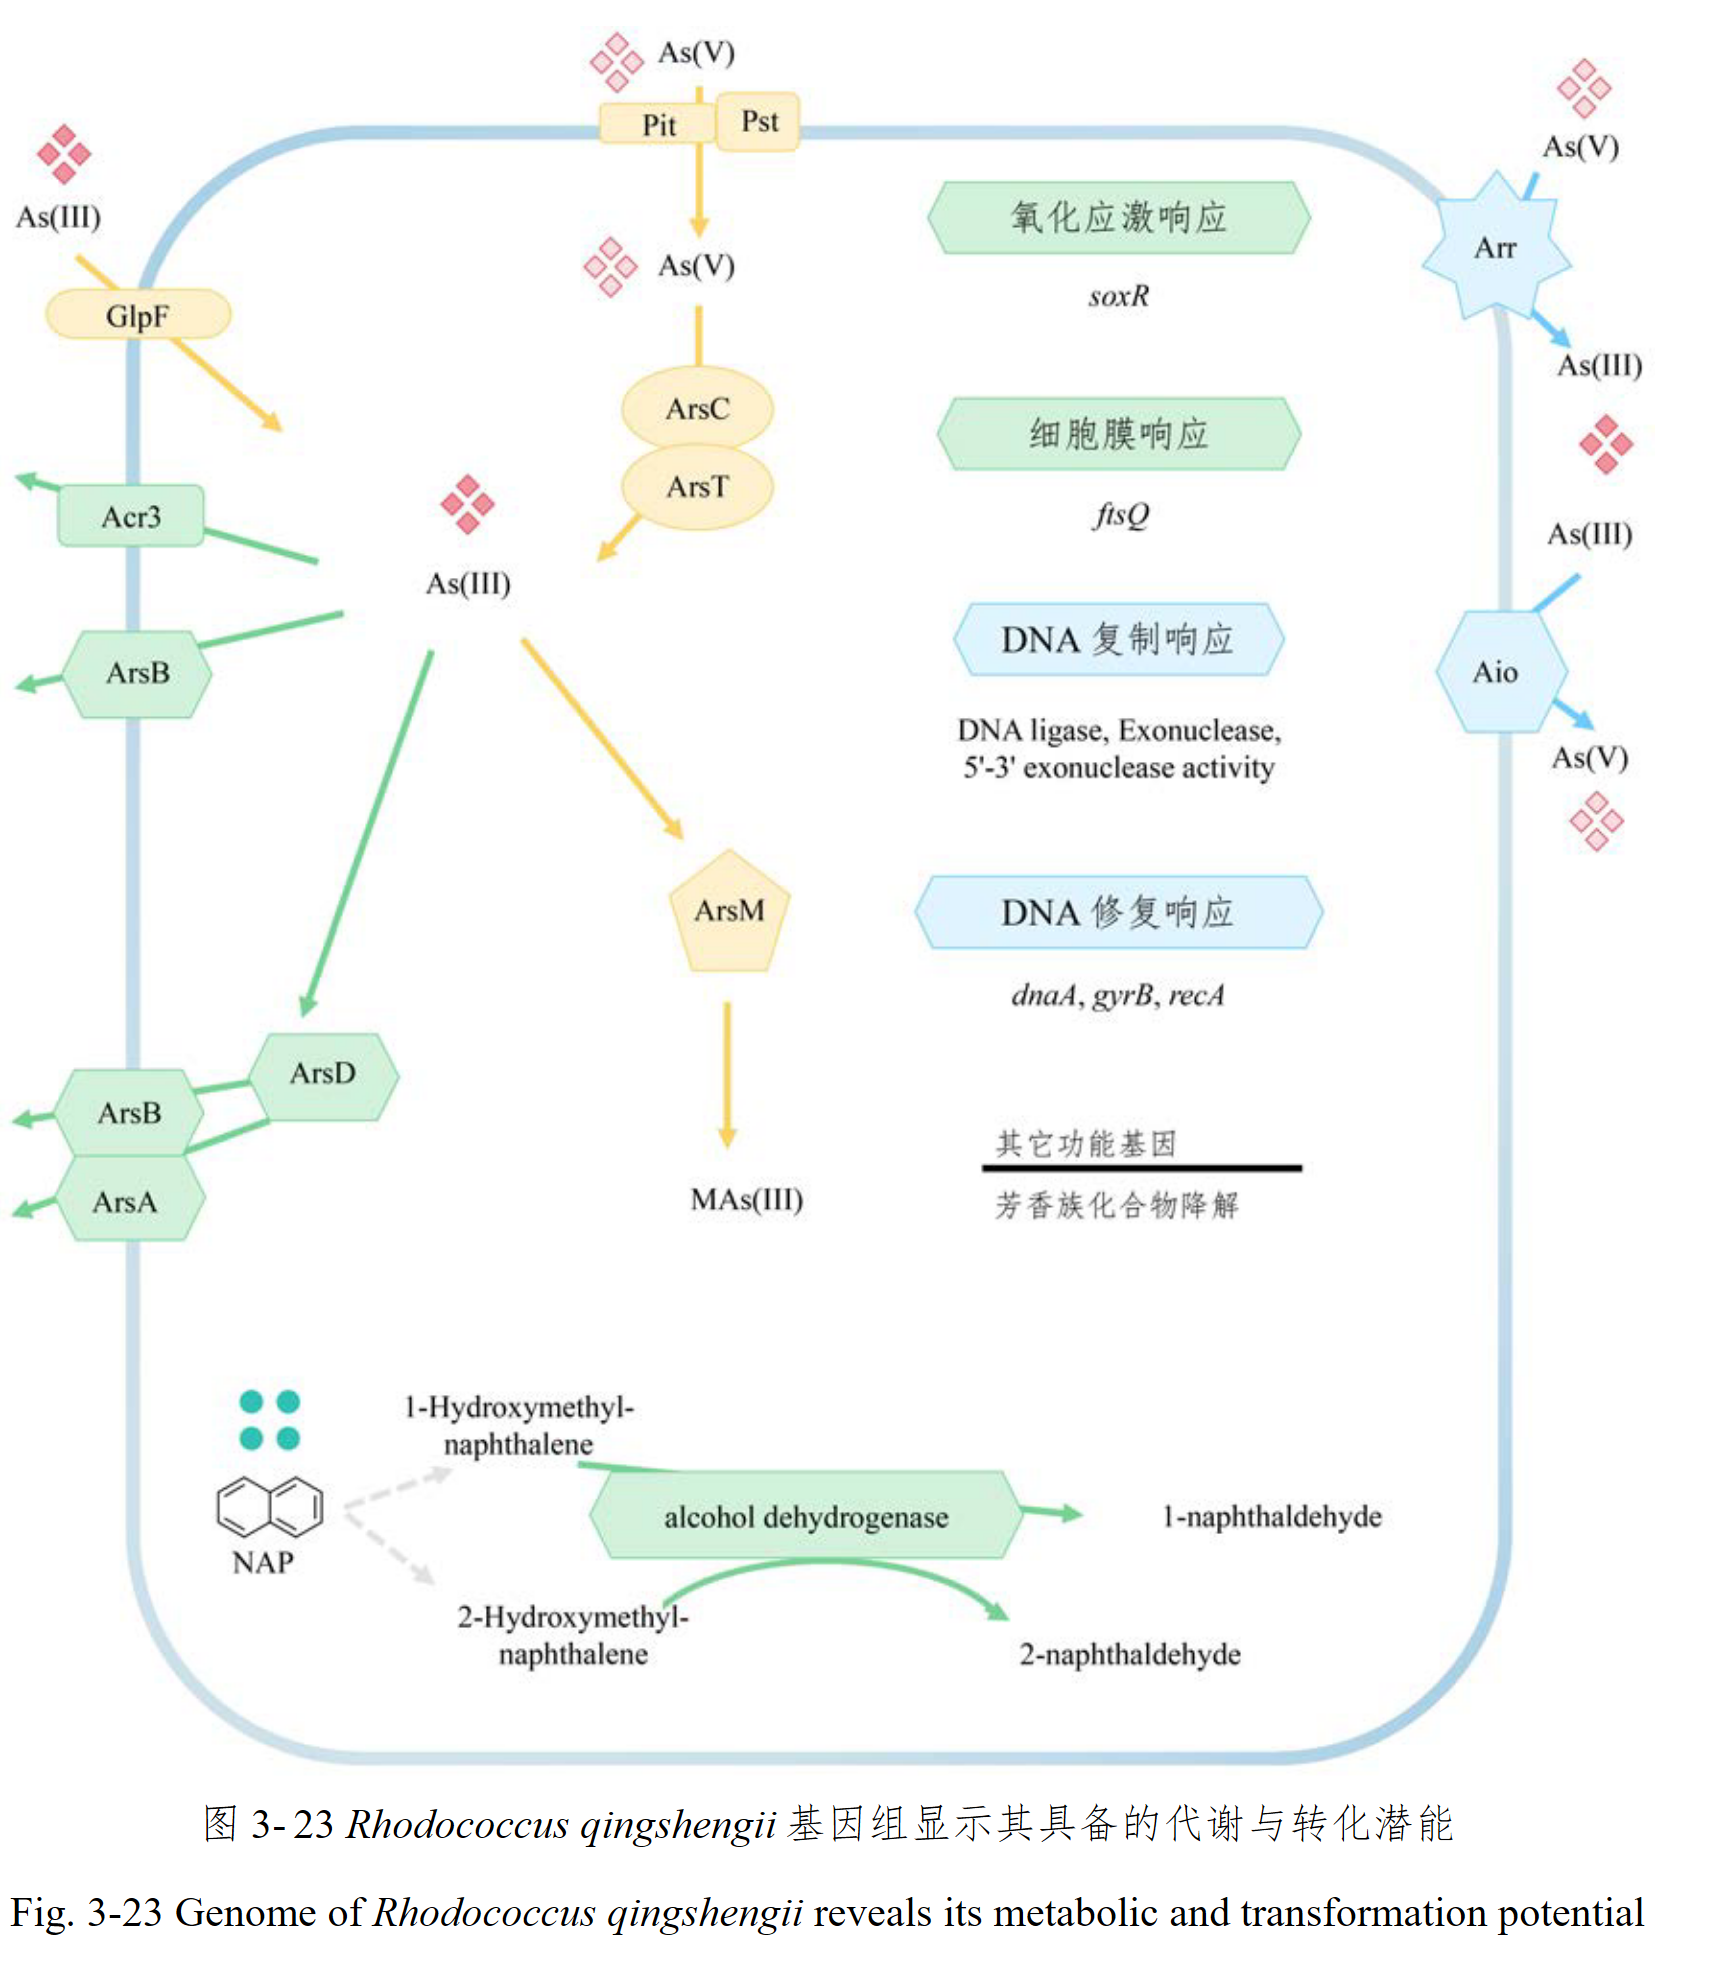 As(V)
Pit
Pst
As(V)
As(III)
GlpF
As(V)
ArsC
ArsT
Acr3
As(III)
ArsB
ArsM
ArsD
ArsB
ArsA
MAs(III)
氧化应激响应
soxR
细胞膜响应
ftsQ
DNA 复制响应
DNA ligase, Exonuclease,
5'-3' exonuclease activity
DNA 修复响应
dnaA, gyrB, recA
其它功能基因
芳香族化合物降解
Arr
As(III)
As(III)
Aio
As(V)
1-Hydroxymethyl-
naphthalene
NAP
alcohol dehydrogenase
1-naphthaldehyde
2-Hydroxymethyl-
naphthalene
2-naphthaldehyde
图 3- 23 Rhodococcus qingshengii 基因组显示其具备的代谢与转化潜能
Fig. 3-23 Genome of Rhodococcus qingshengii reveals its metabolic and transformation potential